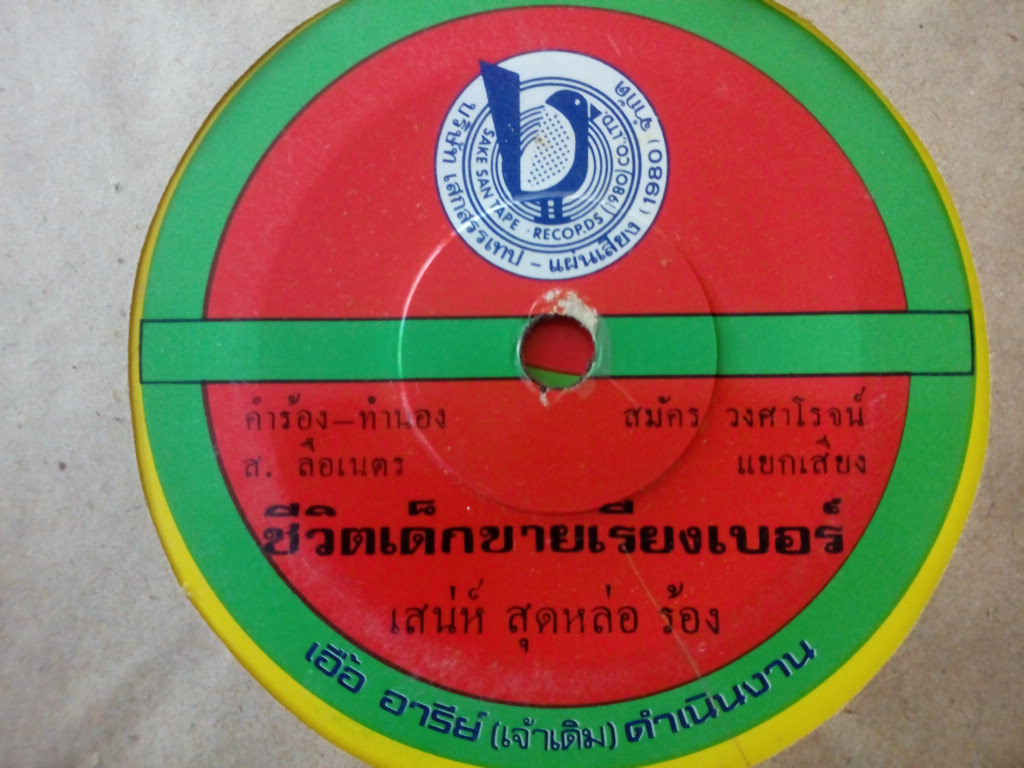 บริษัท เสกสรรเทป - แผ่นเสียง (1980) จำกัด
SAKE SAN TAPE · RECOP.DS (1980) CO.,LTD.
คำร้อง—ทำนอง
สมัคร วงศาโรจน์
ส. ลือเนตร
แยกเสียง
ชีวิตเด็กขายเรียงเบอร์
เสน่ห์ สุดหล่อ ร้อง
เฮื้อ อารีย์ (เจ้าเดิม) ดำเนินงาน